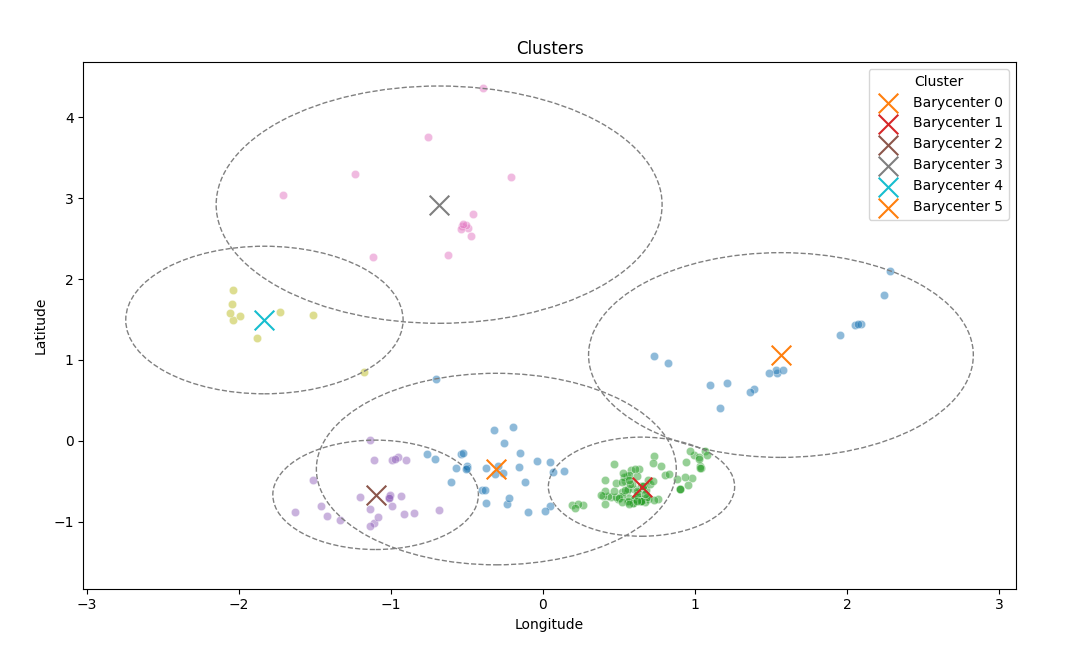 Clusters
Cluster
Barycenter 0
Barycenter 1
Barycenter 2
Barycenter 3
Barycenter 4
Barycenter 5
Latitude
4
3
2
1
0
−1
−3
−2
−1
0
1
2
3
Longitude